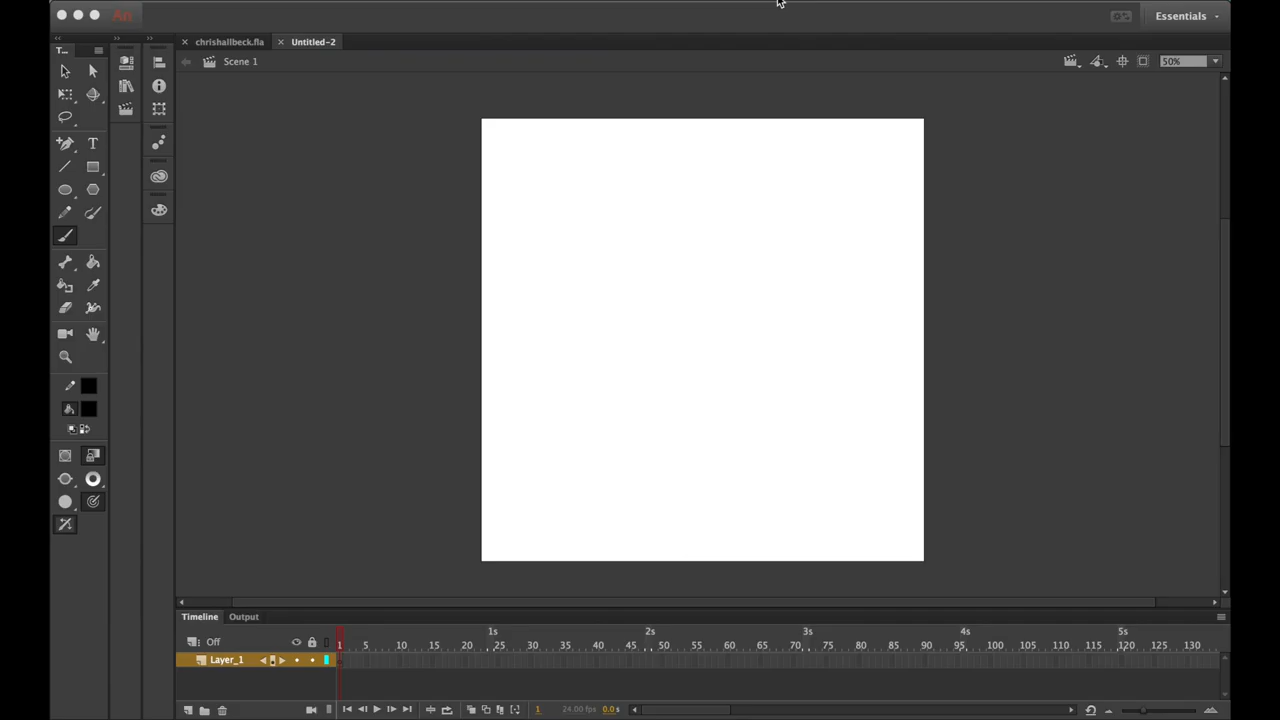 An
Essentials
T...
chrishallbeck.fla
Untitled-2
Scene 1
50%
T
Timeline
Output
1s
2s
3s
4s
5s
Off
1 5 10 15 20 25 30 35 40 45 50 55 60 65 70 75 80 85 90 95 100 105 110 115 120 125 130
Layer_1
1
24.00 fps
0.0 s